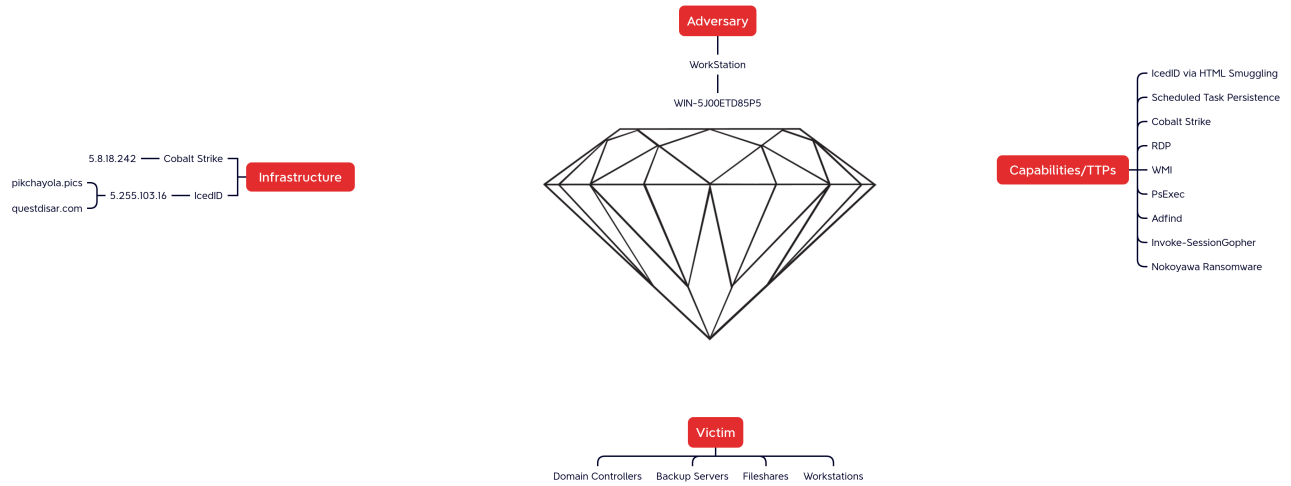 Adversary
WorkStation
WIN-5J00ETD85P5
Infrastructure
Cobalt Strike
5.8.18.242
IcedID
5.255.103.16
pikchayola.pics
questdisar.com
Capabilities/TTPs
IcedID via HTML Smuggling
Scheduled Task Persistence
Cobalt Strike
RDP
WMI
PsExec
Adfind
Invoke-SessionGopher
Nokoyawa Ransomware
Victim
Domain Controllers
Backup Servers
Fileshares
Workstations